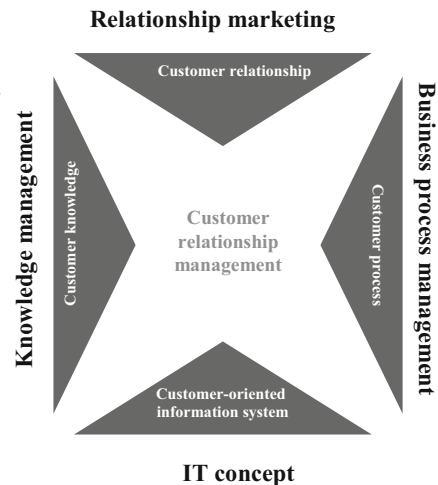 Relationship marketing
Customer relationship
Knowledge management
Customer knowledge
Customer
relationship
management
Customer process
Business process management
Customer-oriented
information system
IT concept